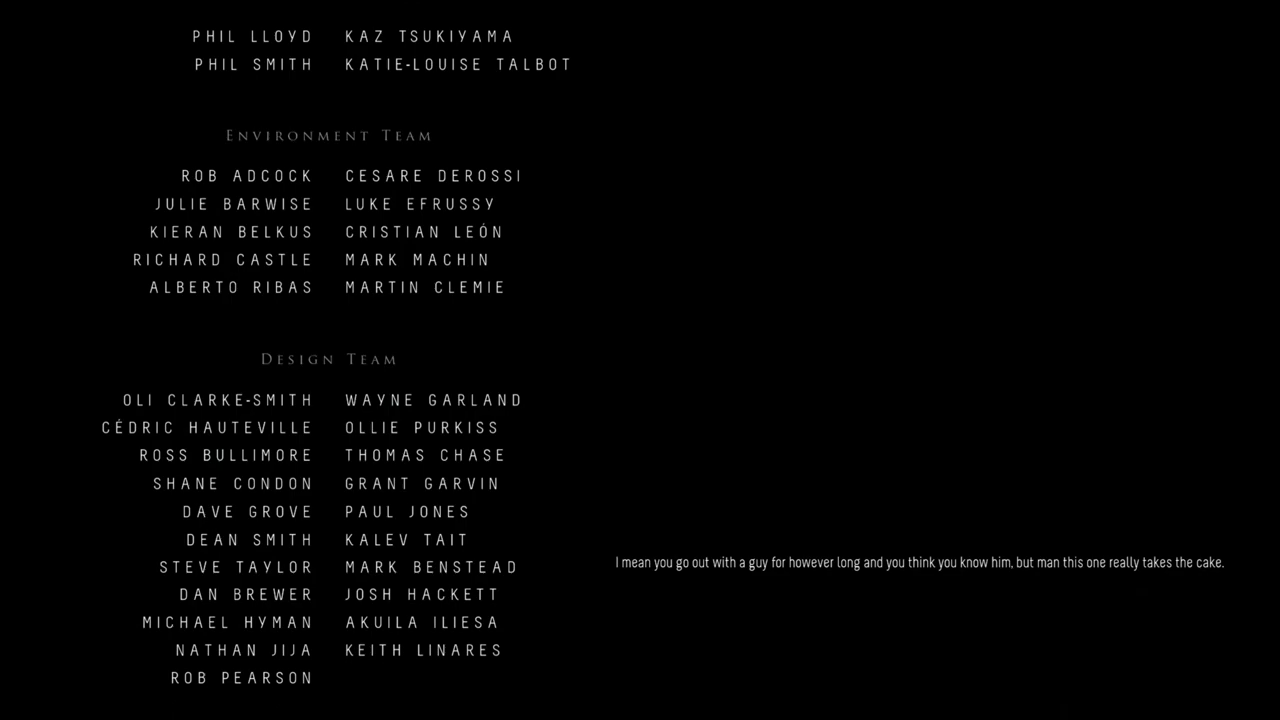 PHIL LLOYD KAZ TSUKIYAMA
PHIL SMITH KATIE-LOUISE TALBOT
ENVIRONMENT TEAM
ROB ADCOCK CESARE DEROSSI
JULIE BARWISE LUKE EFRUSSY
KIERAN BELKUS CRISTIAN LEÓN
RICHARD CASTLE MARK MACHIN
ALBERTO RIBAS MARTIN CLEMIE
DESIGN TEAM
OLI CLARKE-SMITH WAYNE GARLAND
CÉDRIC HAUTEVILLE OLLIE PURKISS
ROSS BULLIMORE THOMAS CHASE
SHANE CONDON GRANT GARVIN
DAVE GROVE PAUL JONES
DEAN SMITH KALEV TAIT
STEVE TAYLOR MARK BENSTEAD
I mean you go out with a guy for however long and you think you know him, but man this one really takes the cake.
DAN BREWER JOSH HACKETT
MICHAEL HYMAN AKUILA ILIESA
NATHAN JIJA KEITH LINARES
ROB PEARSON